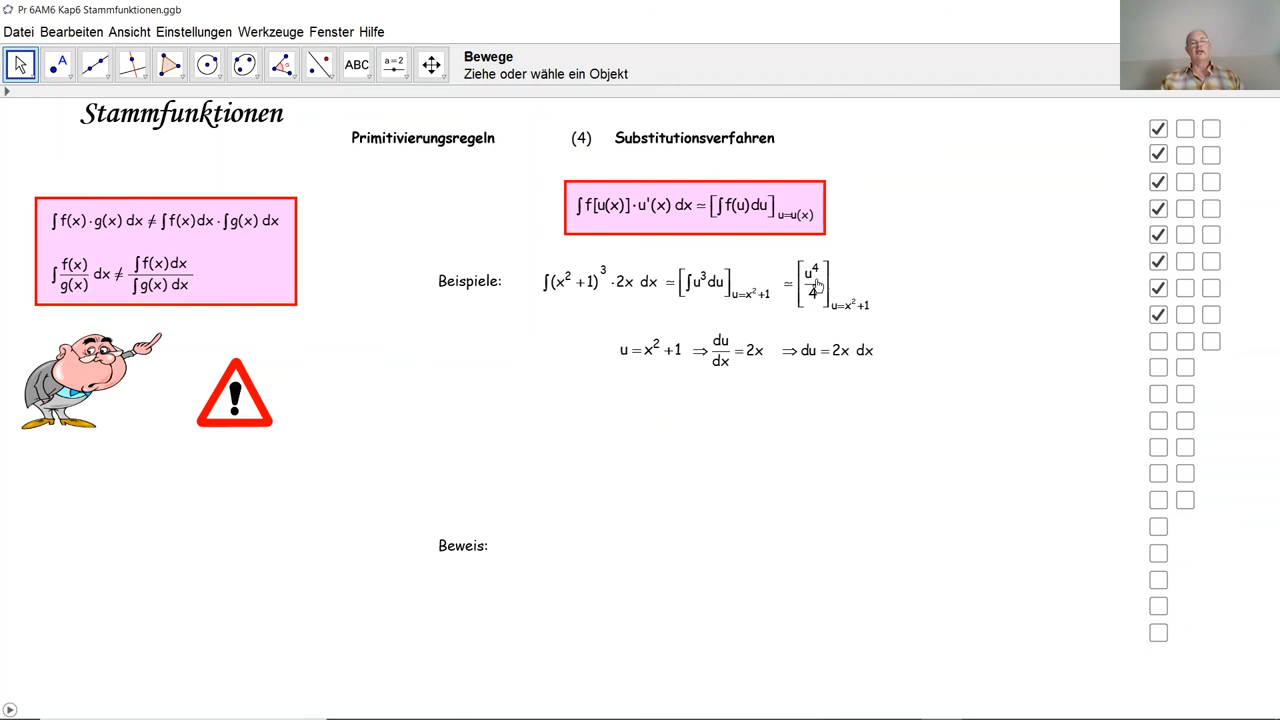 Pr 6AM6 Kap6 Stammfunktionen.ggb
Datei Bearbeiten Ansicht Einstellungen Werkzeuge Fenster Hilfe
A
ABC
a=2
Bewege
Ziehe oder wähle ein Objekt
Stammfunktionen
Primitivierungsregeln (4) Substitutionsverfahren
∫f(x)·g(x) dx ≠ ∫f(x)dx·∫g(x) dx
∫ f(x)/g(x) dx ≠ ∫f(x)dx / ∫g(x) dx
∫f[u(x)]·u'(x) dx ≃ [∫f(u)du]u=u(x)
Beispiele: ∫(x²+1)³·2x dx ≃ [∫u³du]u=x²+1 ≃ [u⁴/4]u=x²+1
u=x²+1 ⇒ du/dx =2x ⇒ du=2x dx
!
Beweis: